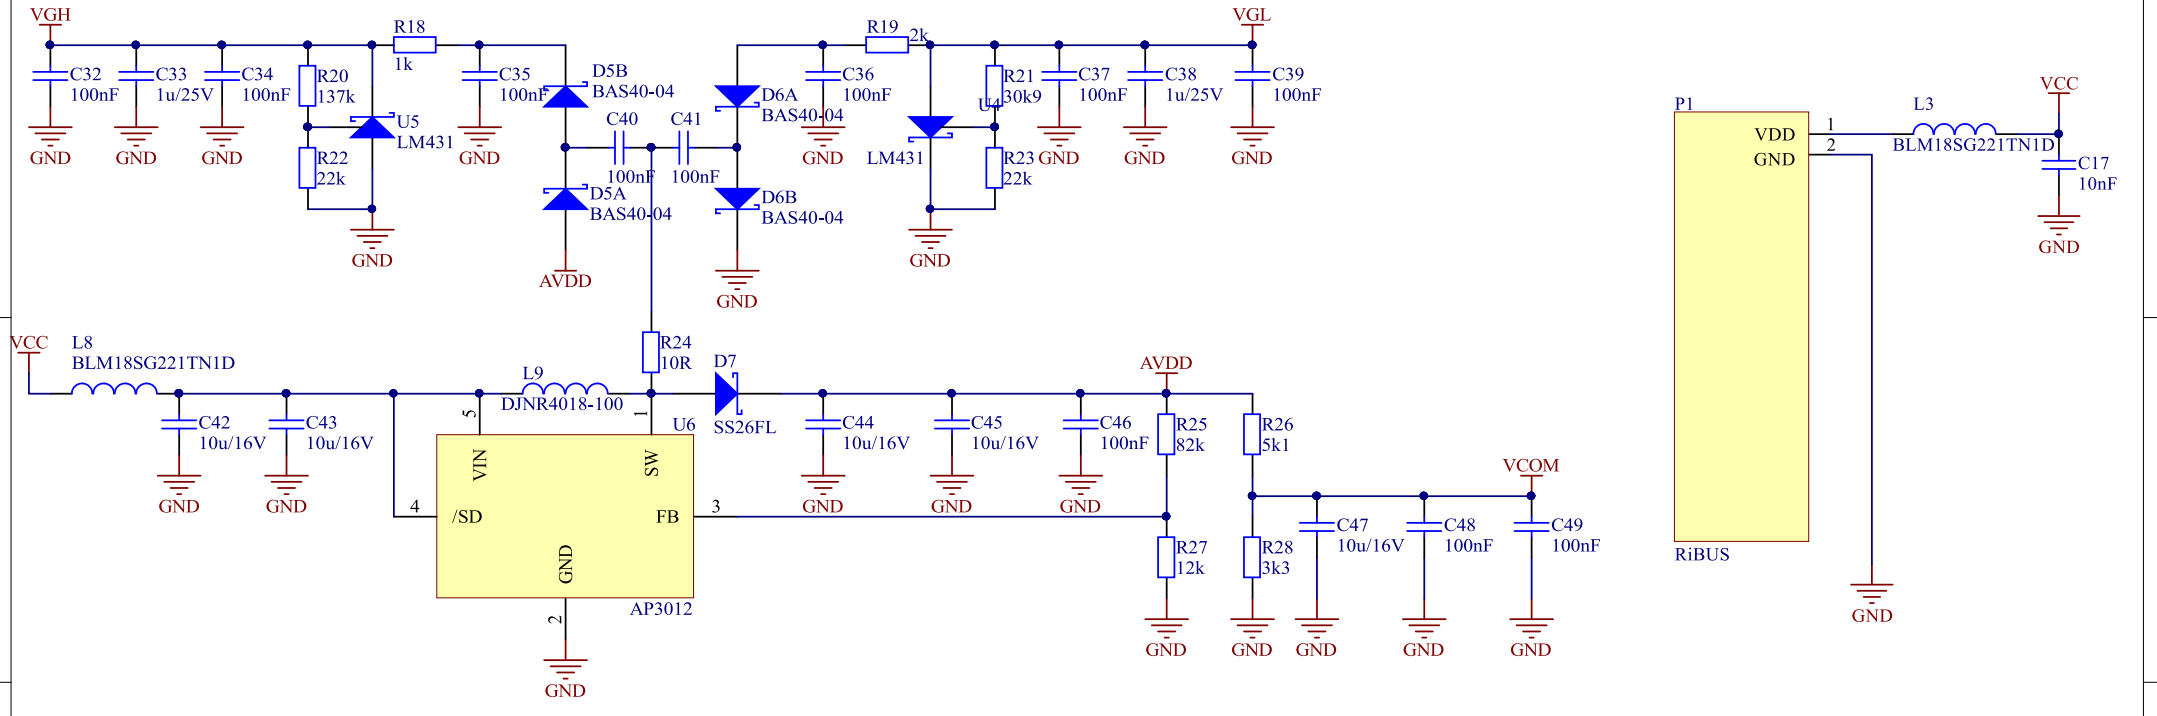 VGH
R18
1k
C32
100nF
C33
1u/25V
C34
100nF
R20
137k
U5
LM431
R22
22k
C35
100nF
D5B
BAS40-04
C40
100nF
C41
100nF
D5A
BAS40-04
D6A
BAS40-04
D6B
BAS40-04
GND
GND
GND
GND
GND
AVDD
GND
R19
2k
VGL
C36
100nF
R21
30k9
U4
LM431
R23
22k
C37
100nF
C38
1u/25V
C39
100nF
GND
GND
GND
GND
GND
P1
VDD
GND
1
2
RiBUS
L3
BLM18SG221TN1D
VCC
C17
10nF
GND
GND
VCC
L8
BLM18SG221TN1D
C42
10u/16V
C43
10u/16V
GND
GND
L9
DJNR4018-100
R24
10R
D7
SS26FL
5
1
U6
VIN
SW
4
/SD
FB
3
GND
2
AP3012
GND
C44
10u/16V
C45
10u/16V
C46
100nF
GND
GND
GND
AVDD
R25
82k
R26
5k1
R27
12k
R28
3k3
VCOM
C47
10u/16V
C48
100nF
C49
100nF
GND
GND
GND
GND
GND